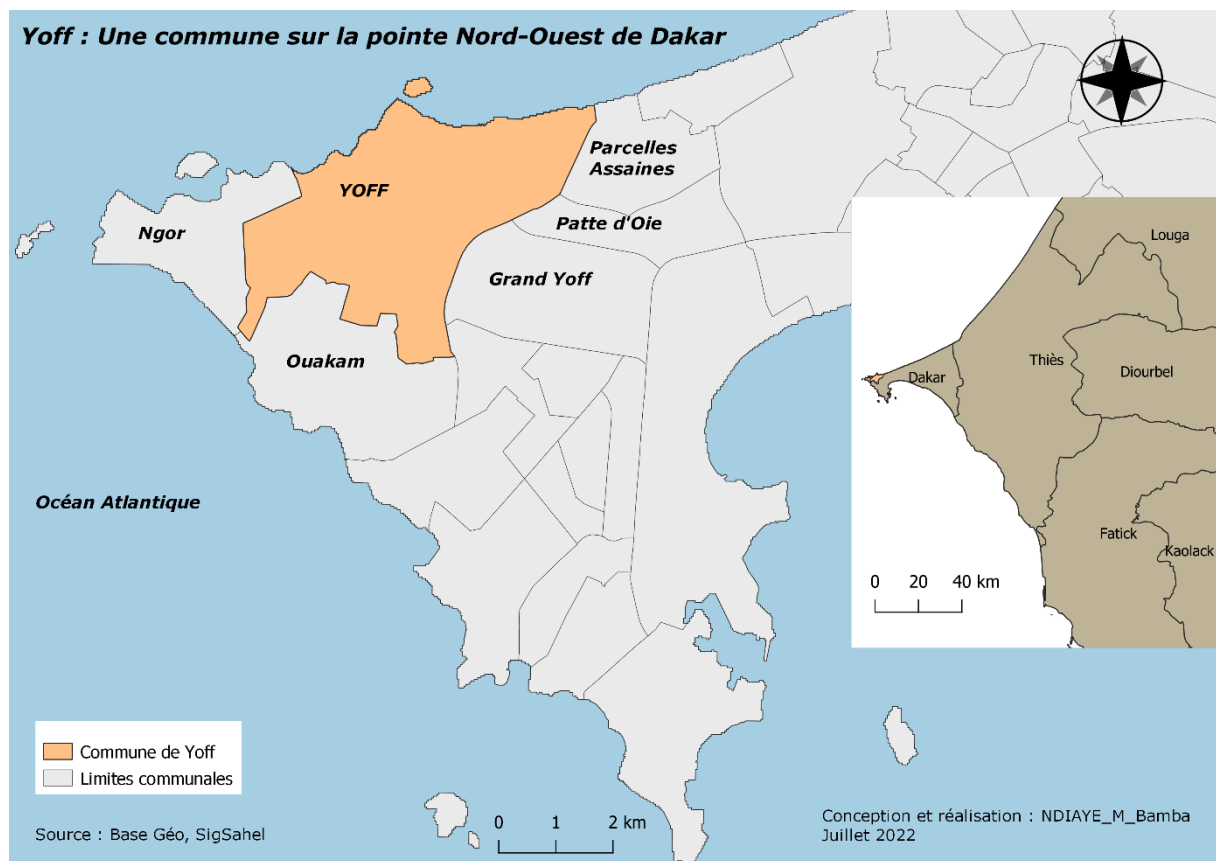 Yoff : Une commune sur la pointe Nord-Ouest de Dakar
Parcelles
Assaines
YOFF
Patte d'Oie
Ngor
Grand Yoff
Ouakam
Océan Atlantique
Louga
Thiès
Diourbel
Dakar
Fatick
Kaolack
0 20 40 km
Commune de Yoff
Limites communales
Source : Base Géo, SigSahel
0 1 2 km
Conception et réalisation : NDIAYE_M_Bamba
Juillet 2022